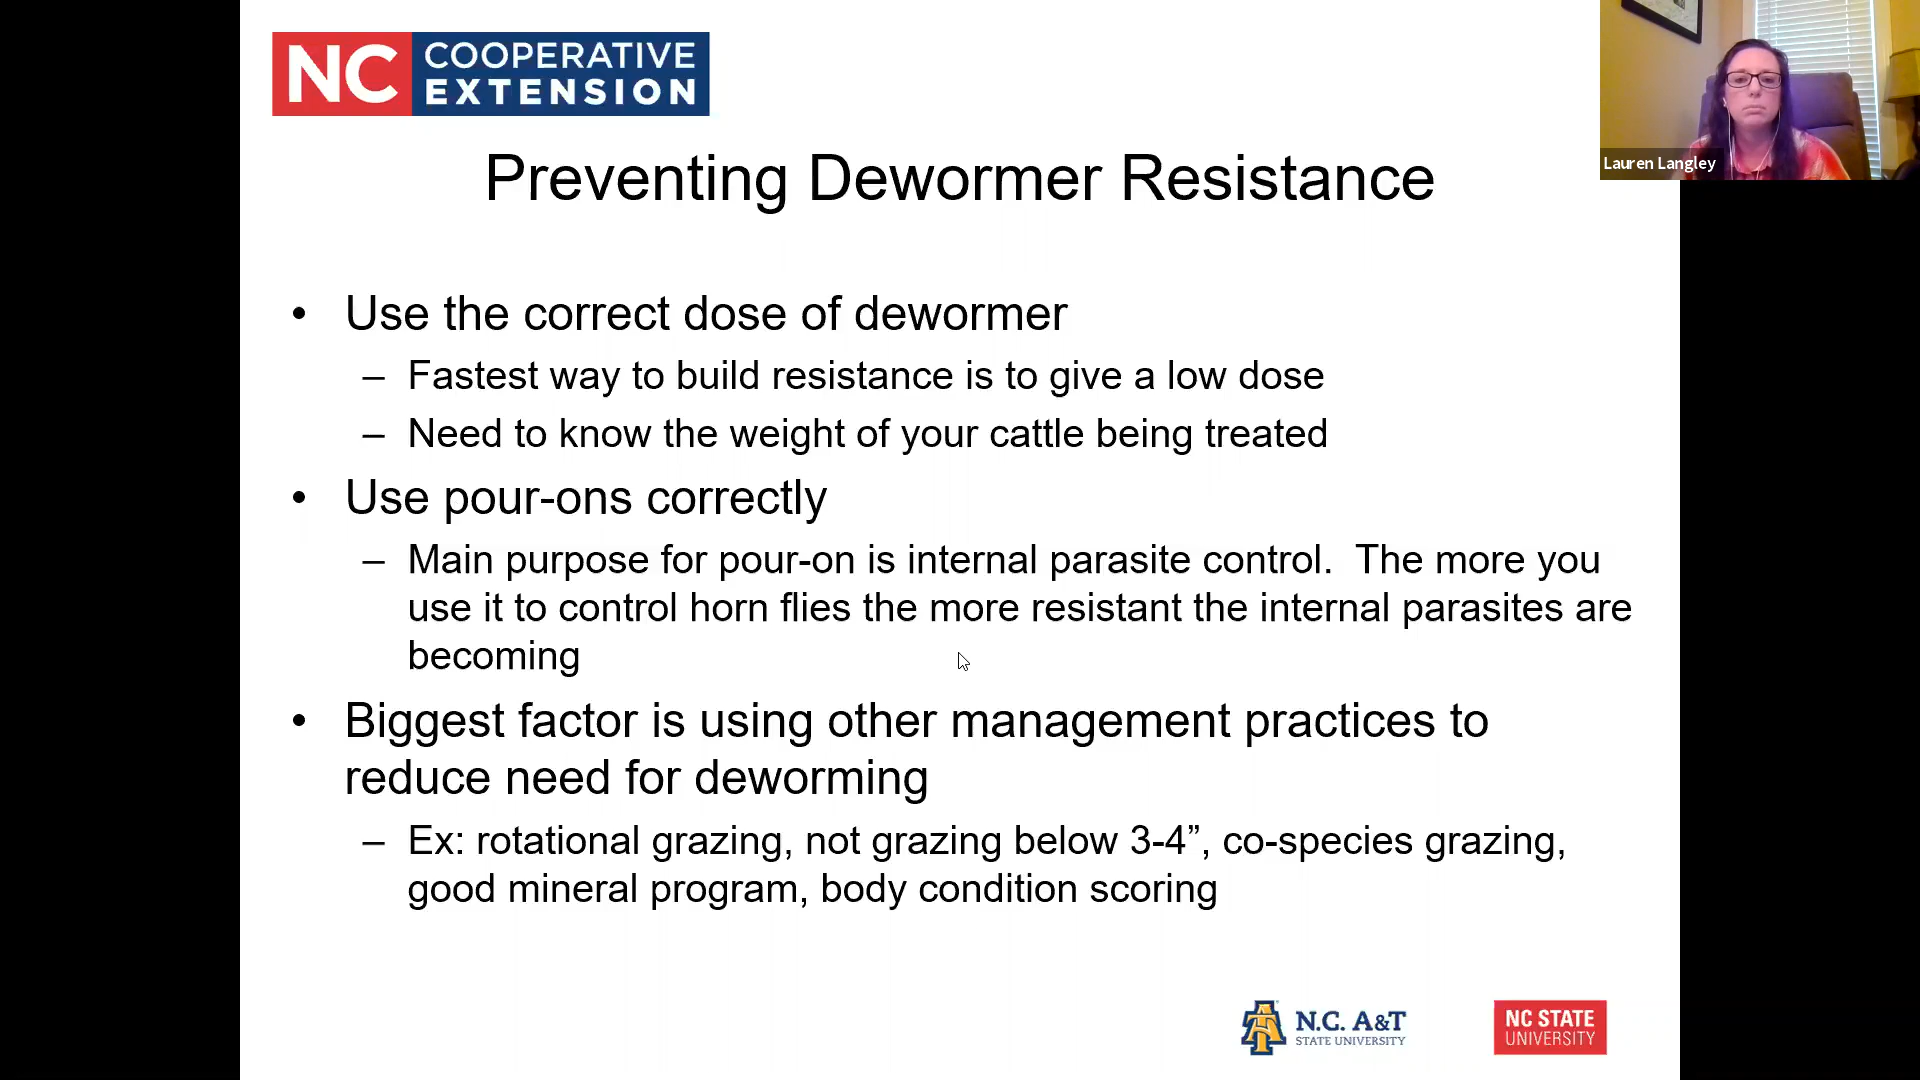 NC COOPERATIVE
EXTENSION
Lauren Langley
Preventing Dewormer Resistance
• Use the correct dose of dewormer
– Fastest way to build resistance is to give a low dose
– Need to know the weight of your cattle being treated
• Use pour-ons correctly
– Main purpose for pour-on is internal parasite control.  The more you
use it to control horn flies the more resistant the internal parasites are
becoming
• Biggest factor is using other management practices to
reduce need for deworming
– Ex: rotational grazing, not grazing below 3-4”, co-species grazing,
good mineral program, body condition scoring
N.C. A&T
STATE UNIVERSITY
NC STATE
UNIVERSITY